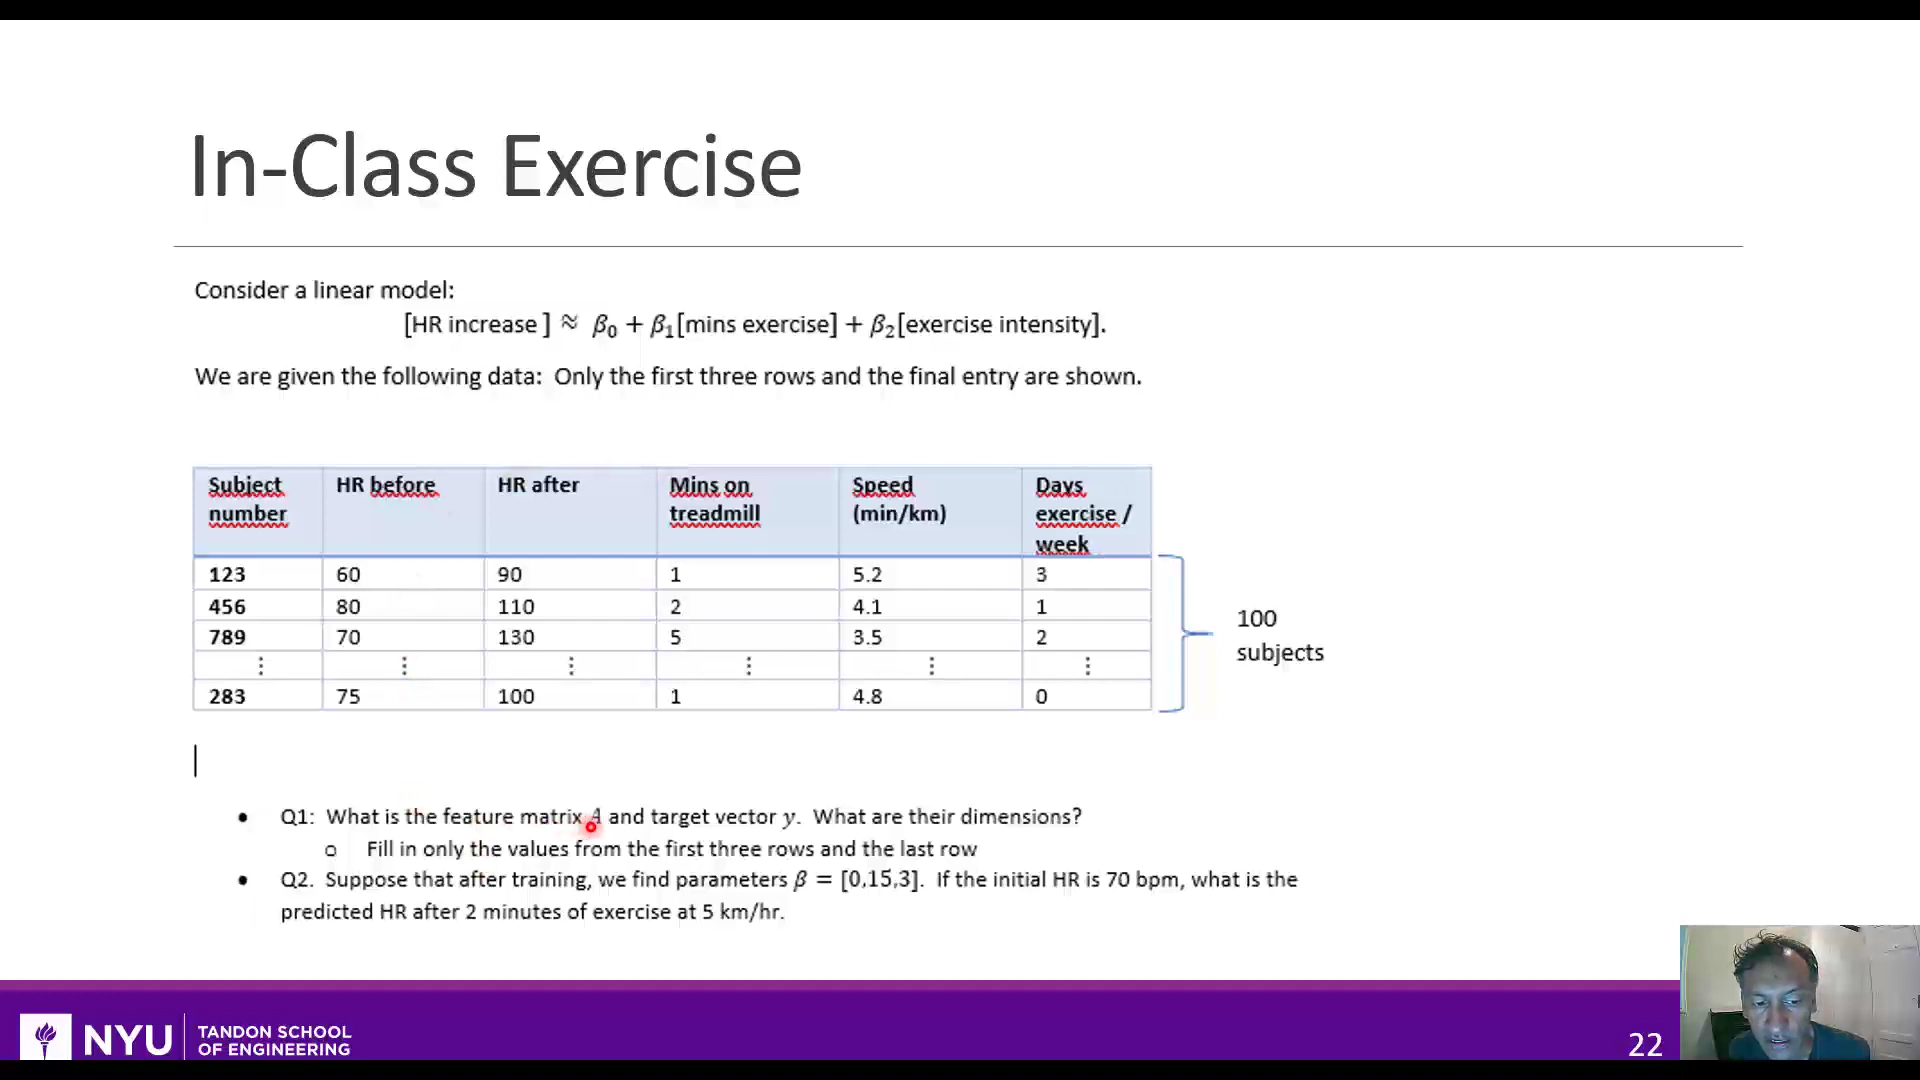 In-Class Exercise
Consider a linear model:
[HR increase ] ≈ β₀ + β₁[mins exercise] + β₂[exercise intensity].
We are given the following data: Only the first three rows and the final entry are shown.
Subject number | HR before | HR after | Mins on treadmill | Speed (min/km) | Days exercise / week
123 | 60 | 90 | 1 | 5.2 | 3
456 | 80 | 110 | 2 | 4.1 | 1
789 | 70 | 130 | 5 | 3.5 | 2
⋮ | ⋮ | ⋮ | ⋮ | ⋮ | ⋮
283 | 75 | 100 | 1 | 4.8 | 0
100
subjects
• Q1: What is the feature matrix A and target vector y. What are their dimensions?
o Fill in only the values from the first three rows and the last row
• Q2. Suppose that after training, we find parameters β = [0,15,3]. If the initial HR is 70 bpm, what is the
predicted HR after 2 minutes of exercise at 5 km/hr.
NYU
TANDON SCHOOL
OF ENGINEERING
22